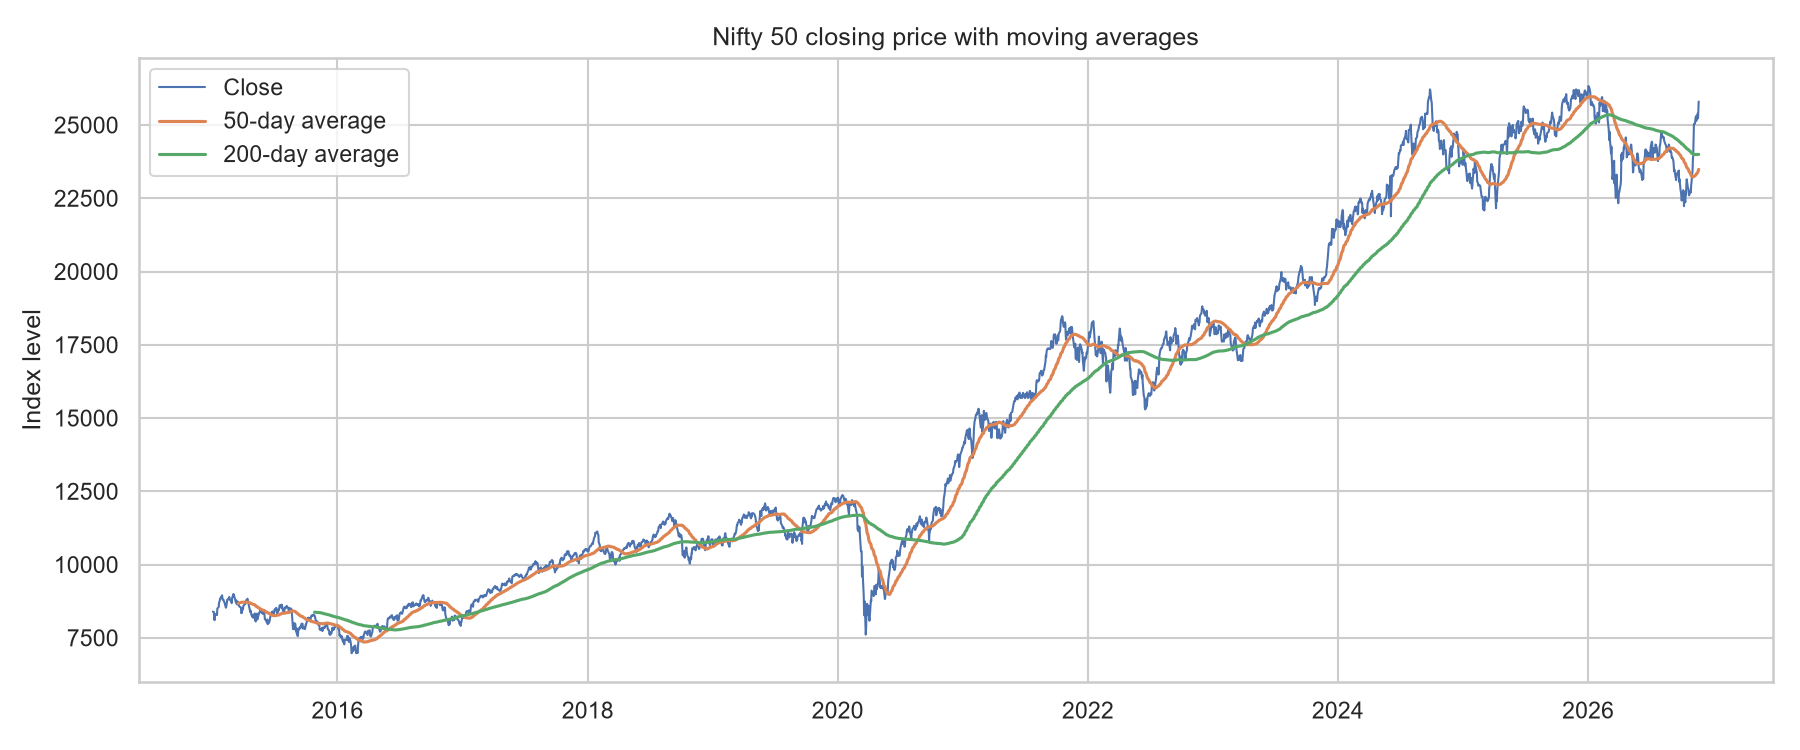 Nifty 50 closing price with moving averages
Close
50-day average
200-day average
Index level
25000
22500
20000
17500
15000
12500
10000
7500
2016
2018
2020
2022
2024
2026